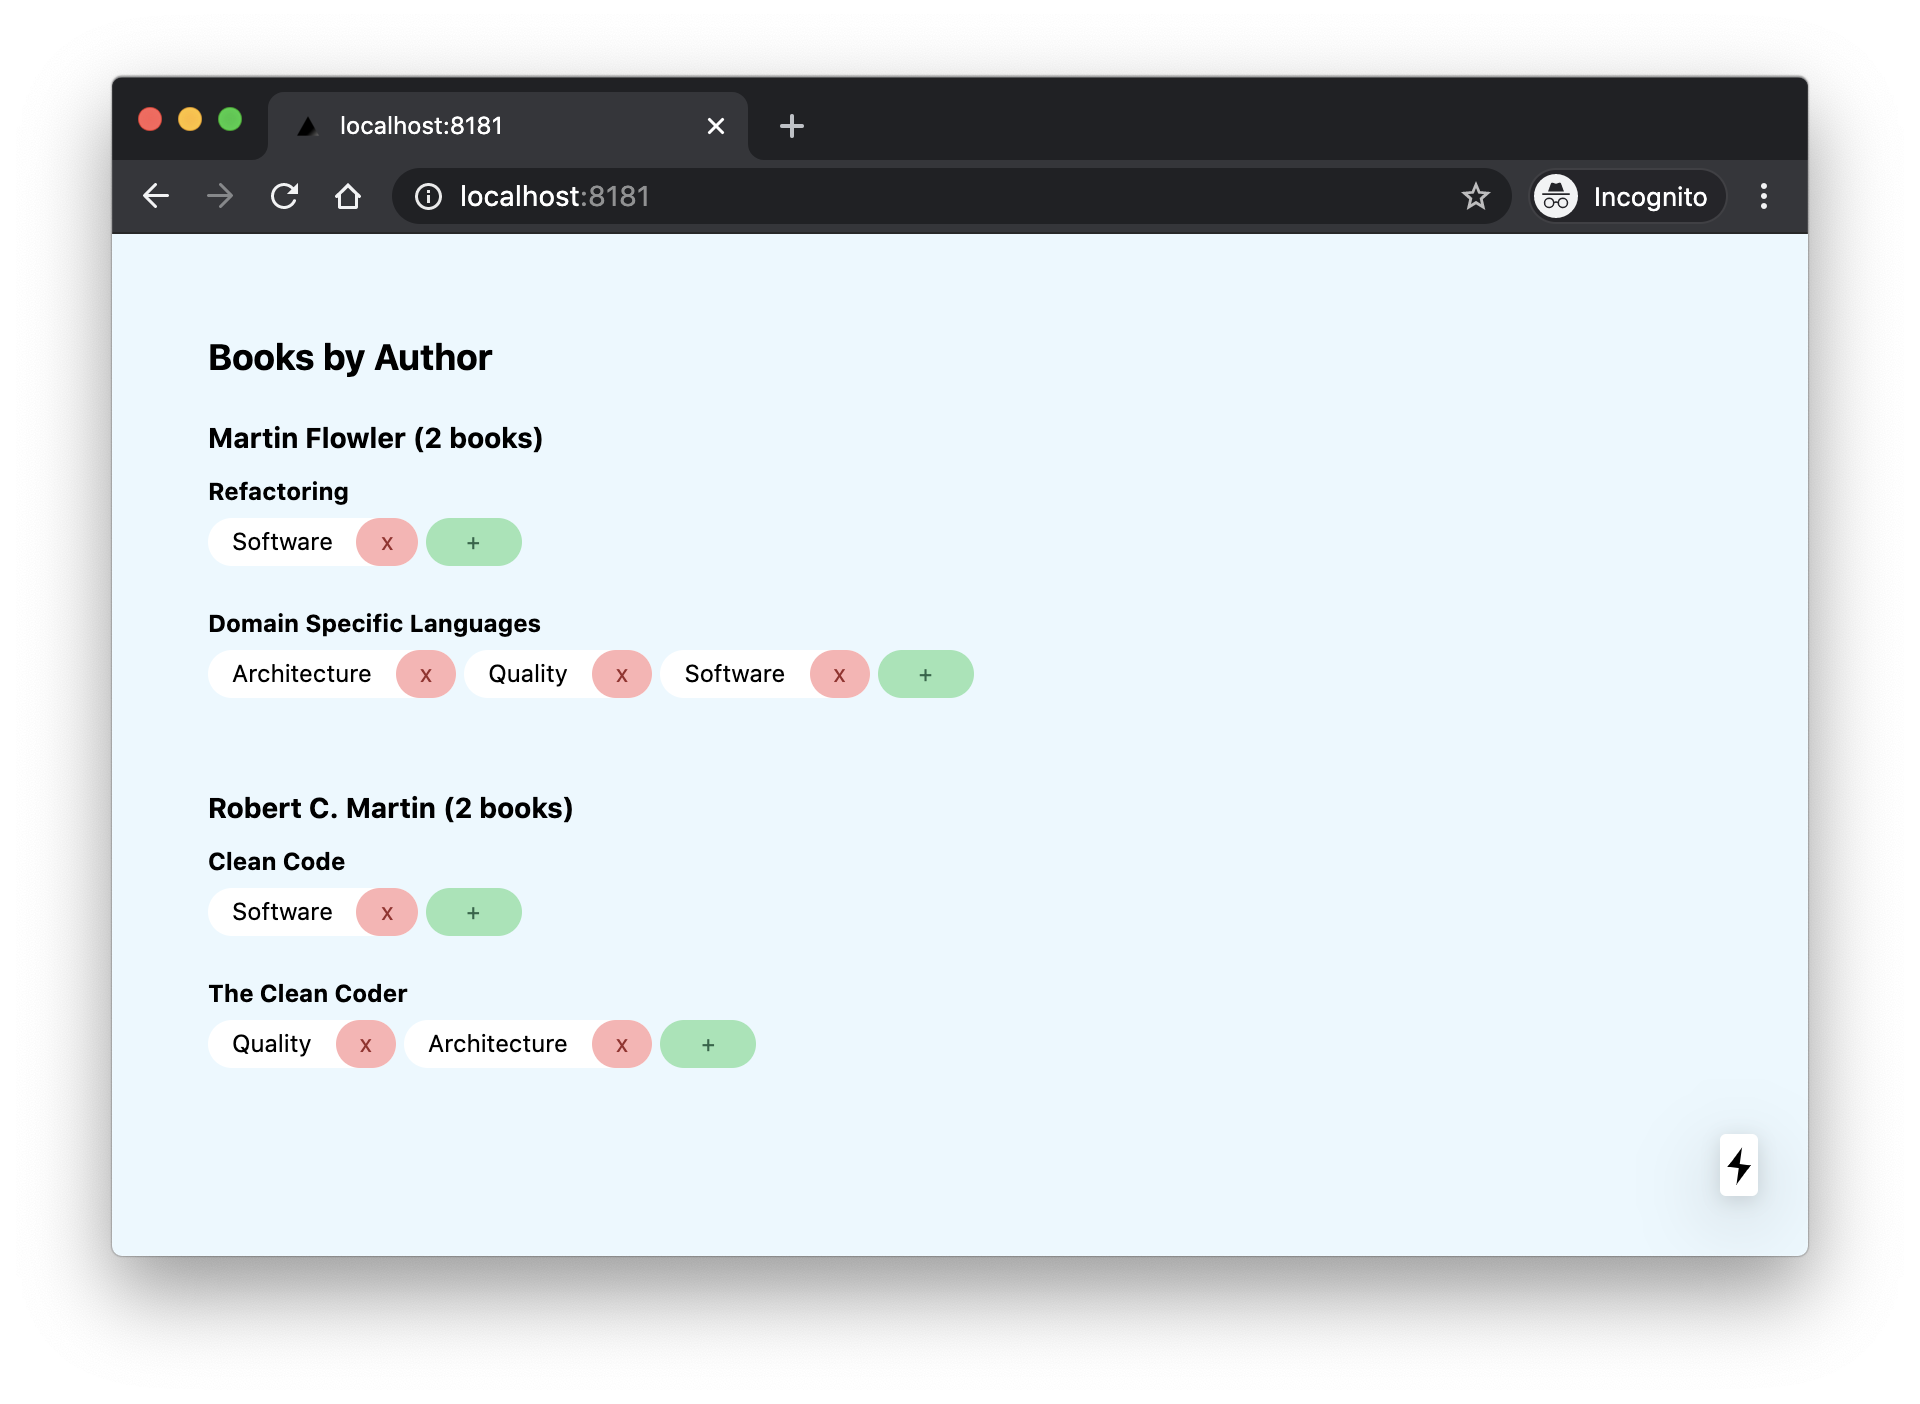 localhost:8181
localhost:8181 Incognito
Books by Author
Martin Flowler (2 books)
Refactoring
Software x +
Domain Specific Languages
Architecture x Quality x Software x +
Robert C. Martin (2 books)
Clean Code
Software x +
The Clean Coder
Quality x Architecture x +